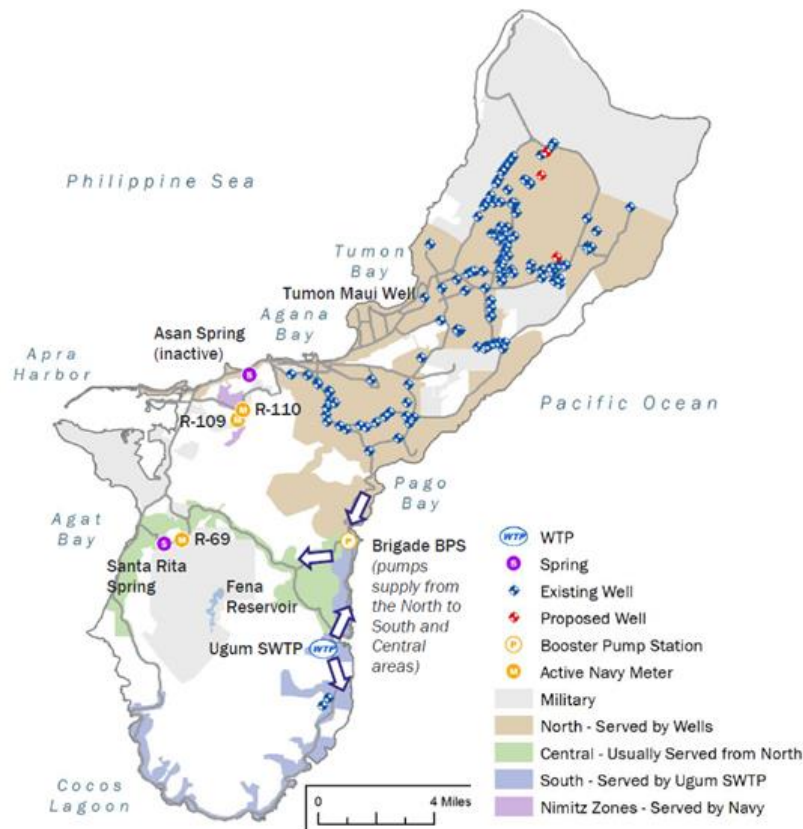 Philippine Sea
Tumon
Bay
Tumon Maui Well
Agana
Bay
Asan Spring
(inactive)
Apra
Harbor
S
R-110
M
R-109
Pacific Ocean
Pago
Bay
Agat
Bay
R-69
S
M
Santa Rita
Spring
Fena
Reservoir
P
Brigade BPS
(pumps
supply from
the North to
South and
Central
areas)
Ugum SWTP
WTP
Cocos
Lagoon
0
4 Miles
WTP
WTP
S
Spring
Existing Well
Proposed Well
P
Booster Pump Station
M
Active Navy Meter
Military
North - Served by Wells
Central - Usually Served from North
South - Served by Ugum SWTP
Nimitz Zones - Served by Navy